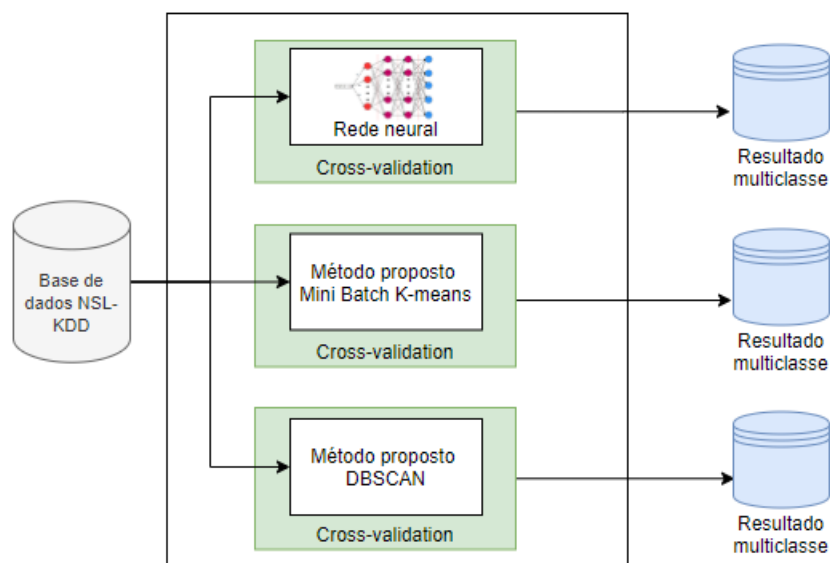 Rede neural
Cross-validation
Resultado
multiclasse
Base de
dados NSL-
KDD
Método proposto
Mini Batch K-means
Cross-validation
Resultado
multiclasse
Método proposto
DBSCAN
Cross-validation
Resultado
multiclasse